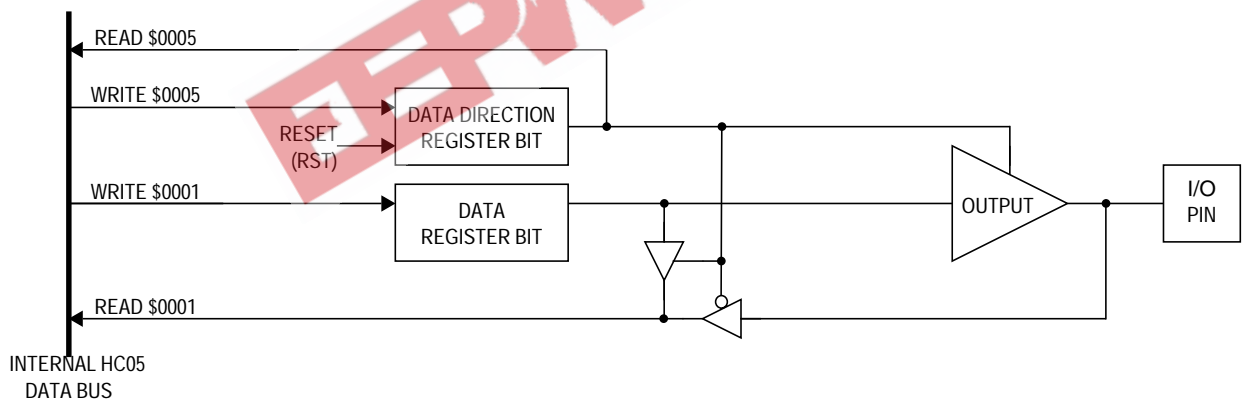 READ $0005
WRITE $0005
RESET
(RST)
DATA DIRECTION
REGISTER BIT
WRITE $0001
DATA
REGISTER BIT
OUTPUT
I/O
PIN
READ $0001
INTERNAL HC05
DATA BUS